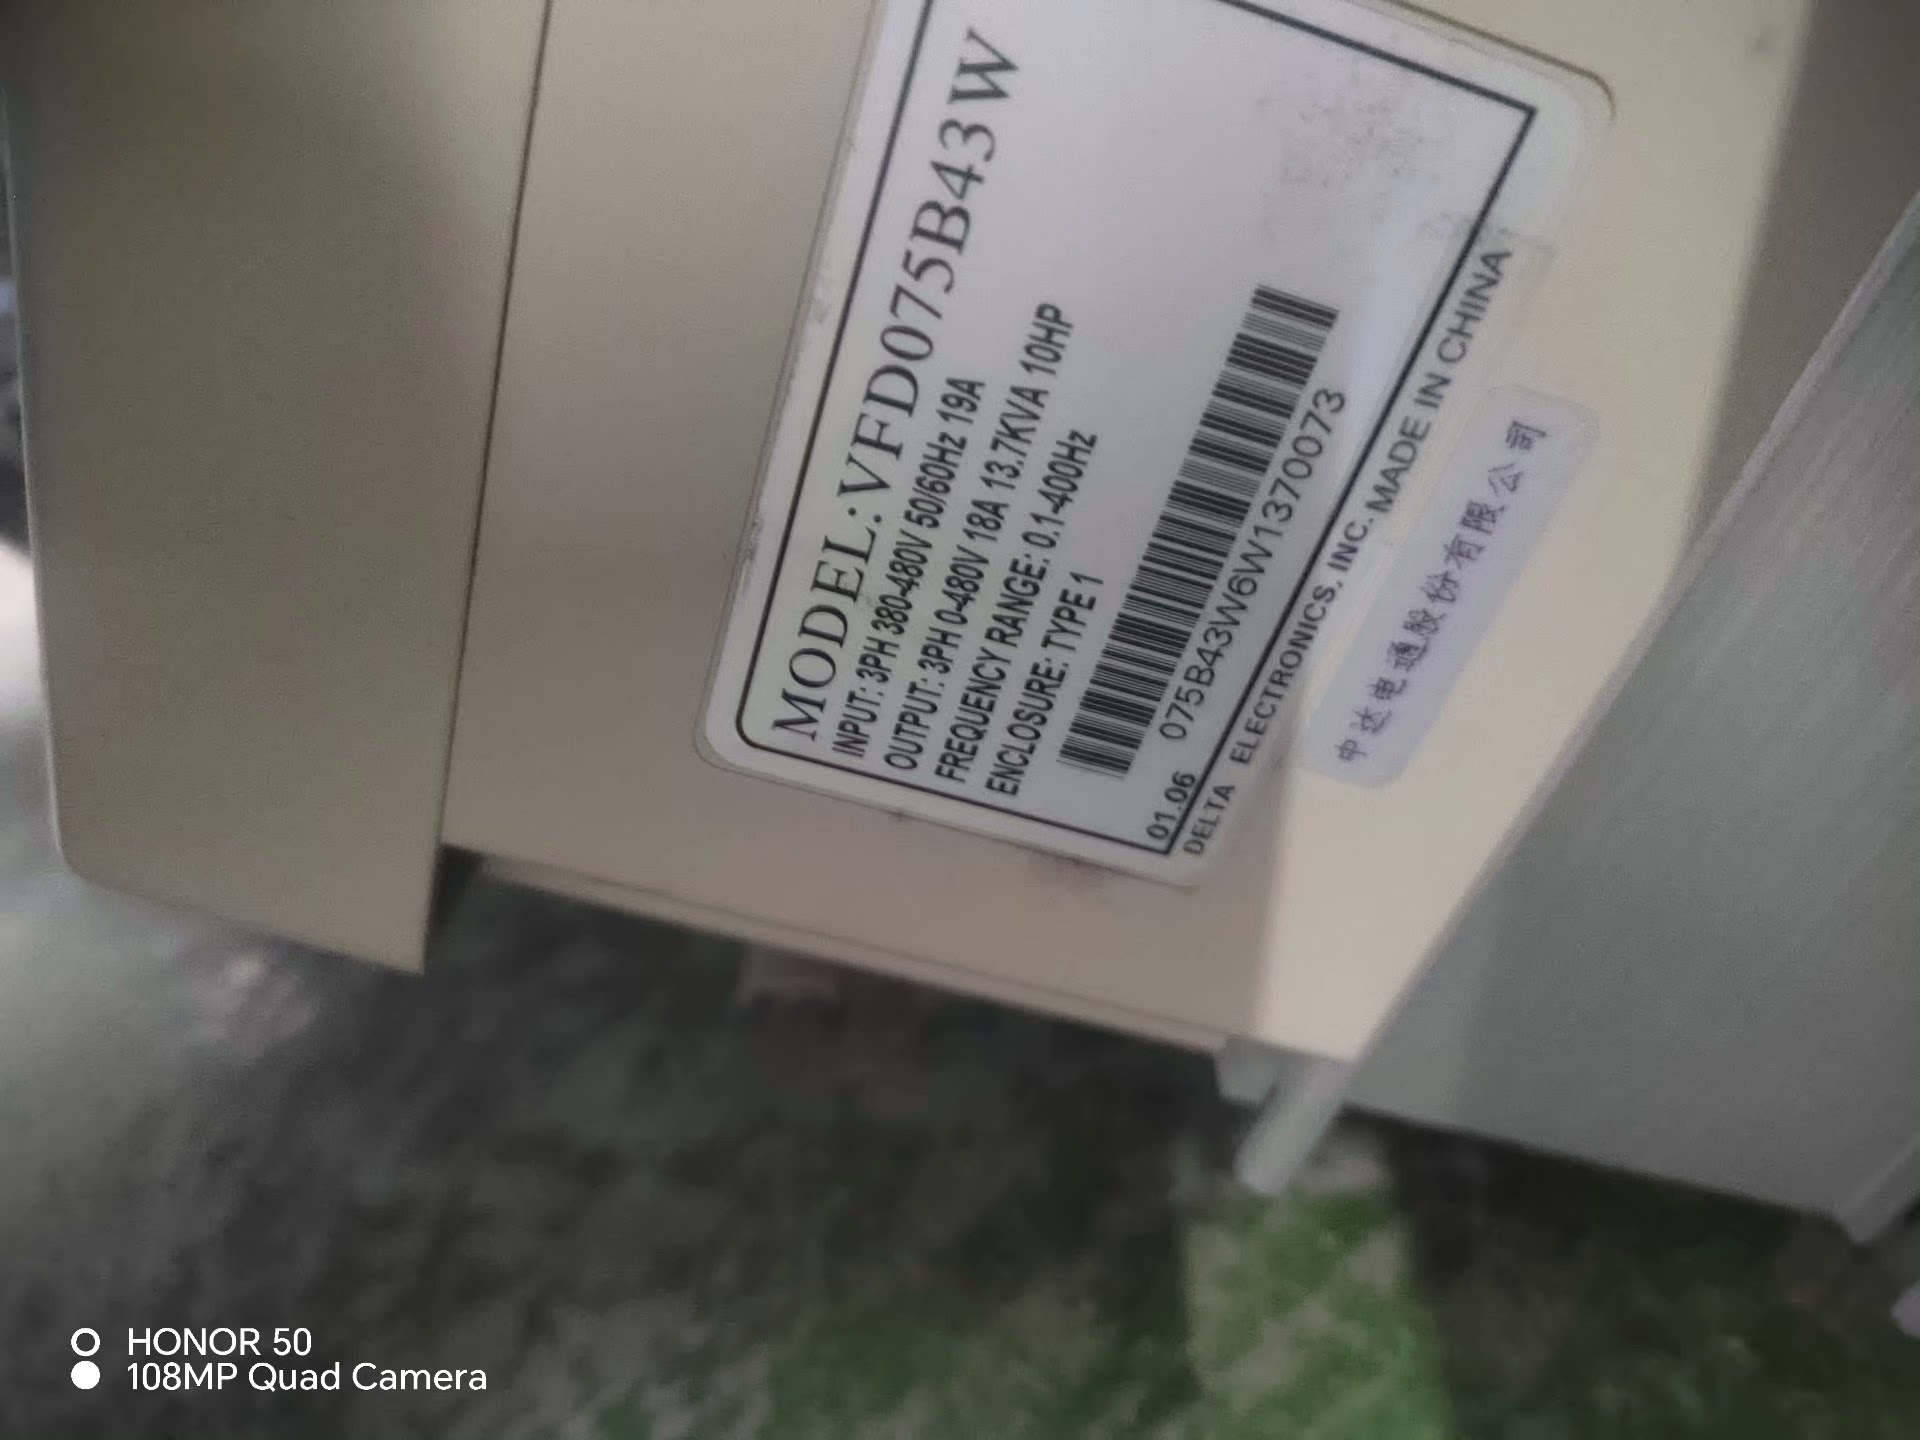 MODEL:VFD075B43W
INPUT: 3PH 380-480V 50/60Hz 19A
OUTPUT: 3PH 0-480V 18A 13.7KVA 10HP
FREQUENCY RANGE: 0.1-400Hz
ENCLOSURE: TYPE 1
075B43W6W1370073
01.06
DELTA ELECTRONICS, INC. MADE IN CHINA
中达电通股份有限公司
HONOR 50
108MP Quad Camera